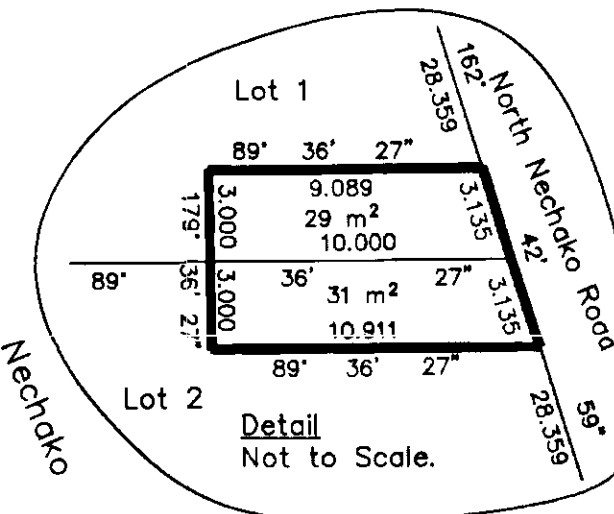 Lot 1
162°
42'
59"
North Nechako Road
28.359
89° 36' 27"
9.089
3.000
179° 36' 27"
29 m²
3.135
10.000
89° 36' 27"
3.000
31 m²
3.135
10.911
89° 36' 27"
Lot 2
Nechako
28.359
Detail
Not to Scale.